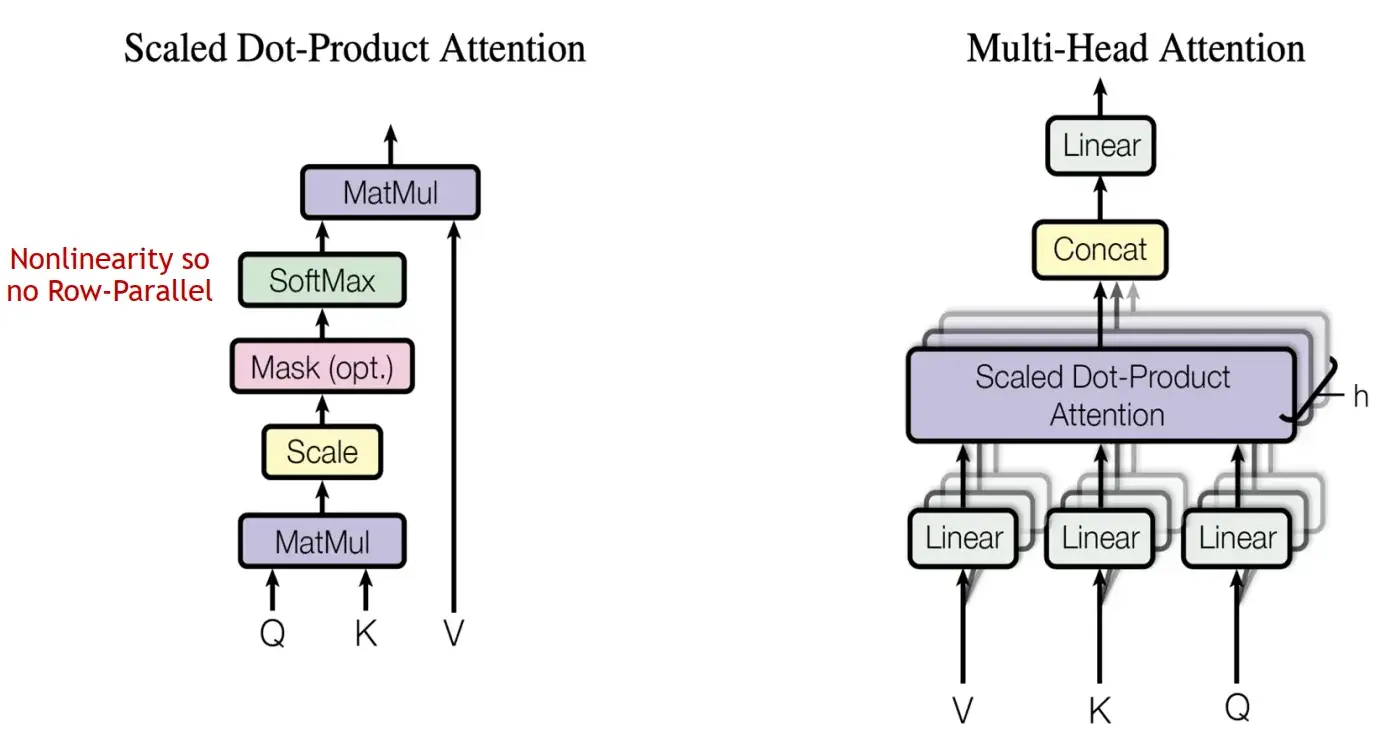 Scaled Dot-Product Attention
MatMul
Nonlinearity so
no Row-Parallel
SoftMax
Mask (opt.)
Scale
MatMul
Q K V
Multi-Head Attention
Linear
Concat
Scaled Dot-Product
Attention
h
Linear Linear Linear
V K Q